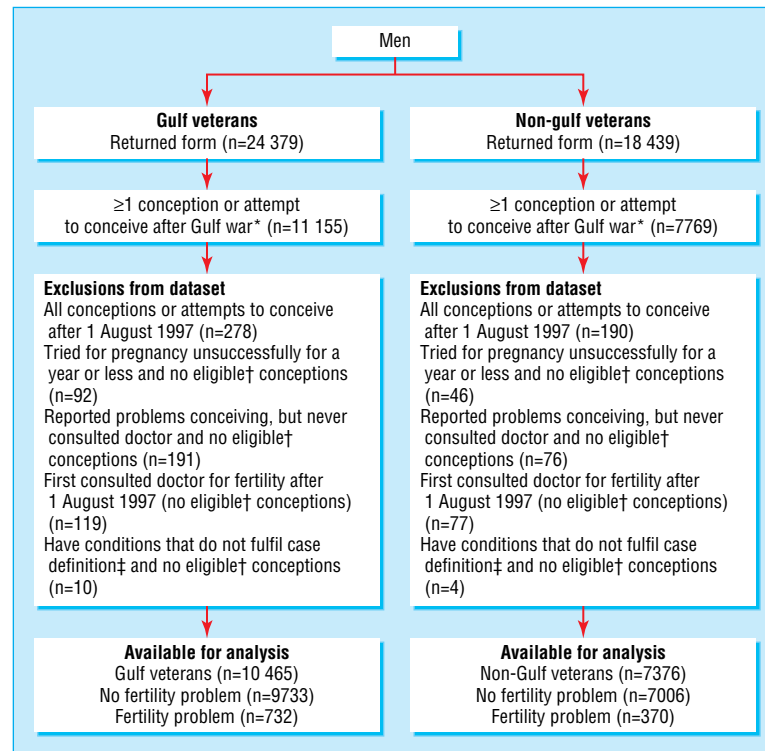 Men
Gulf veterans
Returned form (n=24 379)
≥1 conception or attempt
to conceive after Gulf war* (n=11 155)
Exclusions from dataset
All conceptions or attempts to conceive
after 1 August 1997 (n=278)
Tried for pregnancy unsuccessfully for a
year or less and no eligible† conceptions
(n=92)
Reported problems conceiving, but never
consulted doctor and no eligible†
conceptions (n=191)
First consulted doctor for fertility after
1 August 1997 (no eligible† conceptions)
(n=119)
Have conditions that do not fulfil case
definition‡ and no eligible† conceptions
(n=10)
Available for analysis
Gulf veterans (n=10 465)
No fertility problem (n=9733)
Fertility problem (n=732)
Non-gulf veterans
Returned form (n=18 439)
≥1 conception or attempt
to conceive after Gulf war* (n=7769)
Exclusions from dataset
All conceptions or attempts to conceive
after 1 August 1997 (n=190)
Tried for pregnancy unsuccessfully for a
year or less and no eligible† conceptions
(n=46)
Reported problems conceiving, but never
consulted doctor and no eligible†
conceptions (n=76)
First consulted doctor for fertility after
1 August 1997 (no eligible† conceptions)
(n=77)
Have conditions that do not fulfil case
definition‡ and no eligible† conceptions
(n=4)
Available for analysis
Non-Gulf veterans (n=7376)
No fertility problem (n=7006)
Fertility problem (n=370)